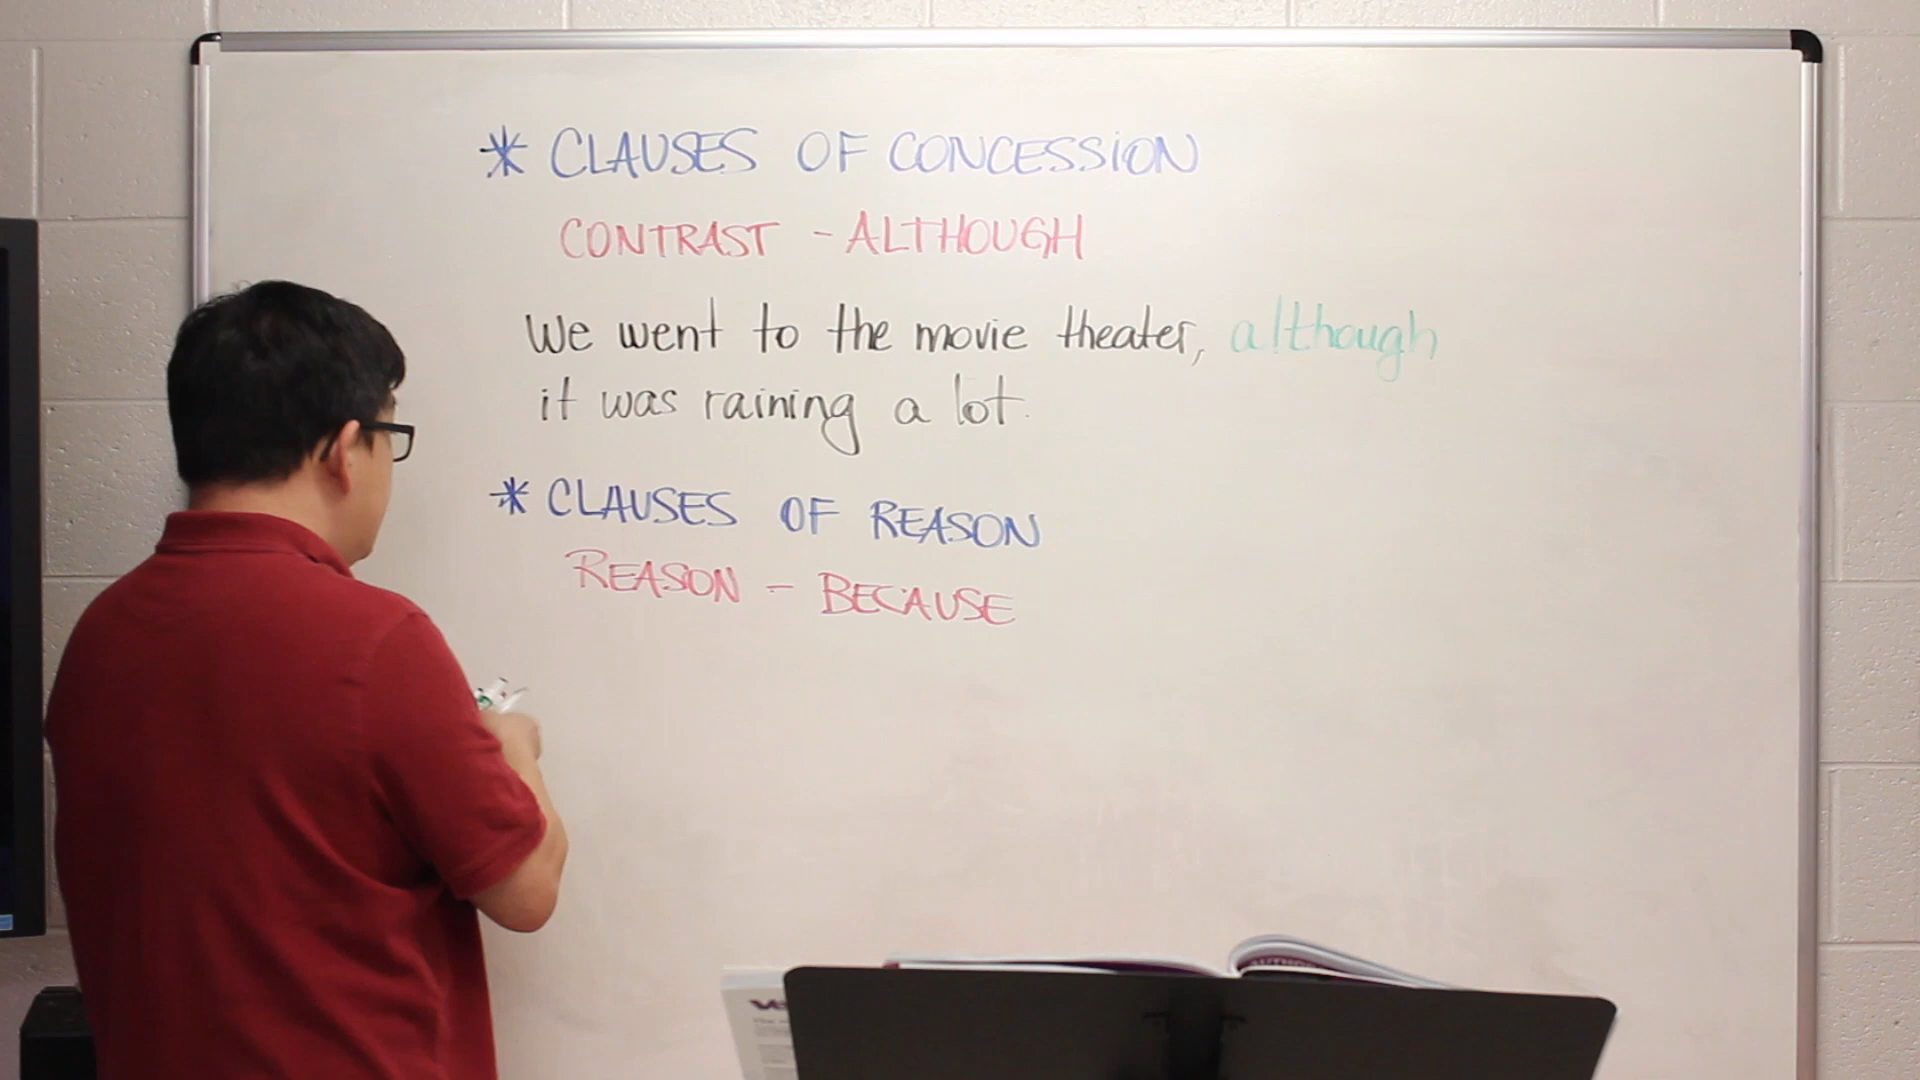 * CLAUSES OF CONCESSION
CONTRAST - ALTHOUGH
We went to the movie theater, although
it was raining a lot.
* CLAUSES OF REASON
REASON - BECAUSE